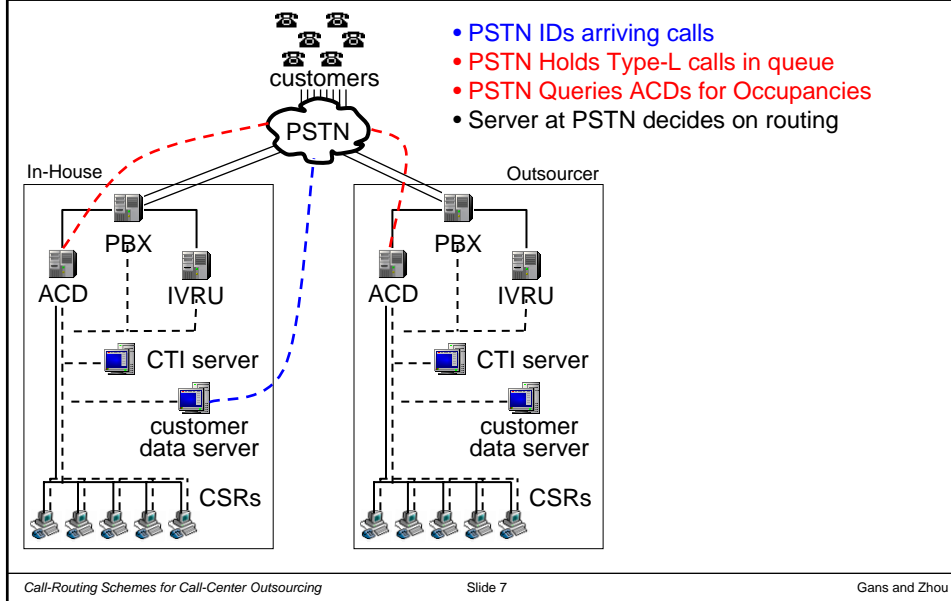 • PSTN IDs arriving calls
• PSTN Holds Type-L calls in queue
• PSTN Queries ACDs for Occupancies
• Server at PSTN decides on routing
customers
PSTN
In-House
PBX
ACD
IVRU
CTI server
customer
data server
CSRs
Outsourcer
PBX
ACD
IVRU
CTI server
customer
data server
CSRs
Call-Routing Schemes for Call-Center Outsourcing
Slide 7
Gans and Zhou